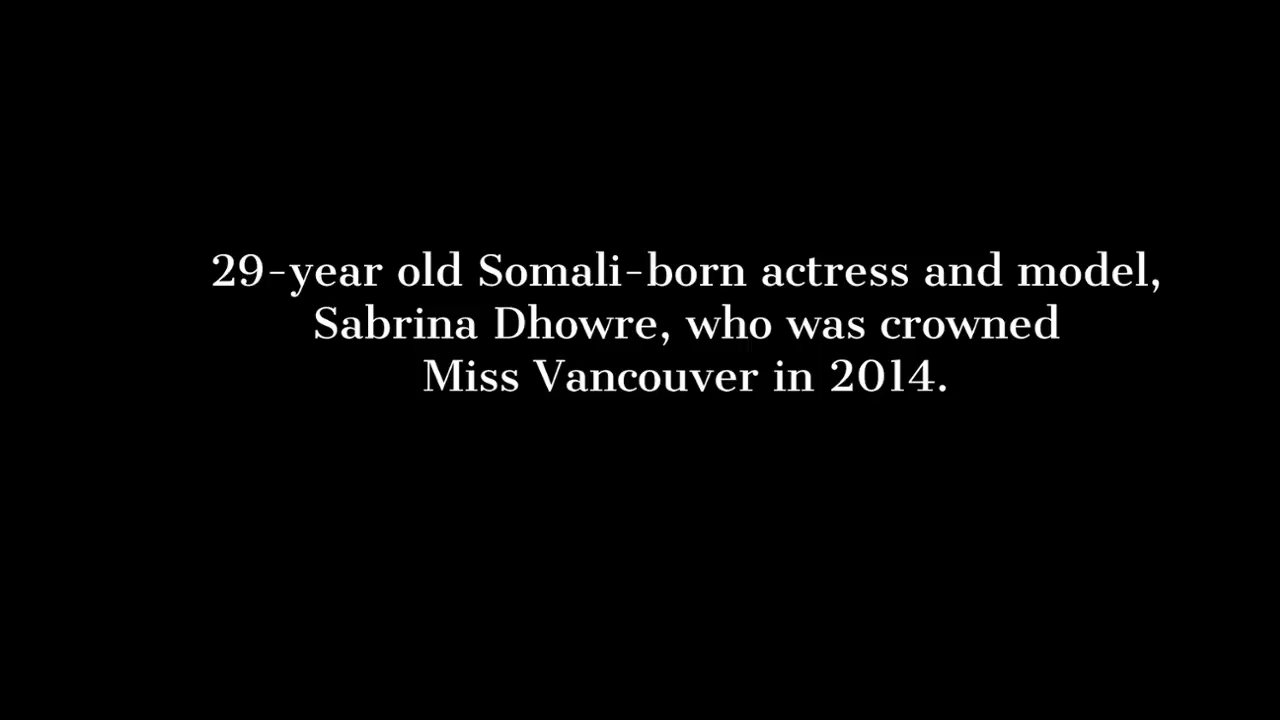 29-year old Somali-born actress and model,
Sabrina Dhowre, who was crowned
Miss Vancouver in 2014.